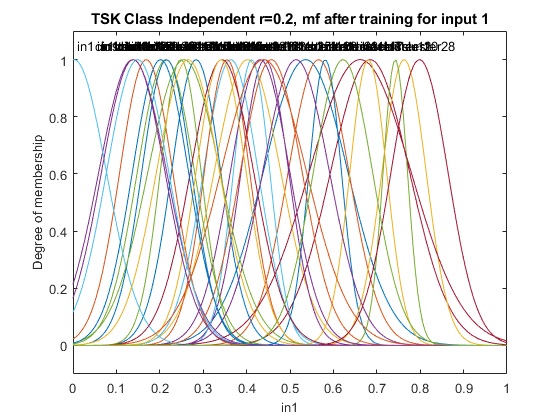 TSK Class Independent r=0.2, mf after training for input 1
1
0.8
0.6
0.4
0.2
0
Degree of membership
0 0.1 0.2 0.3 0.4 0.5 0.6 0.7 0.8 0.9 1
in1